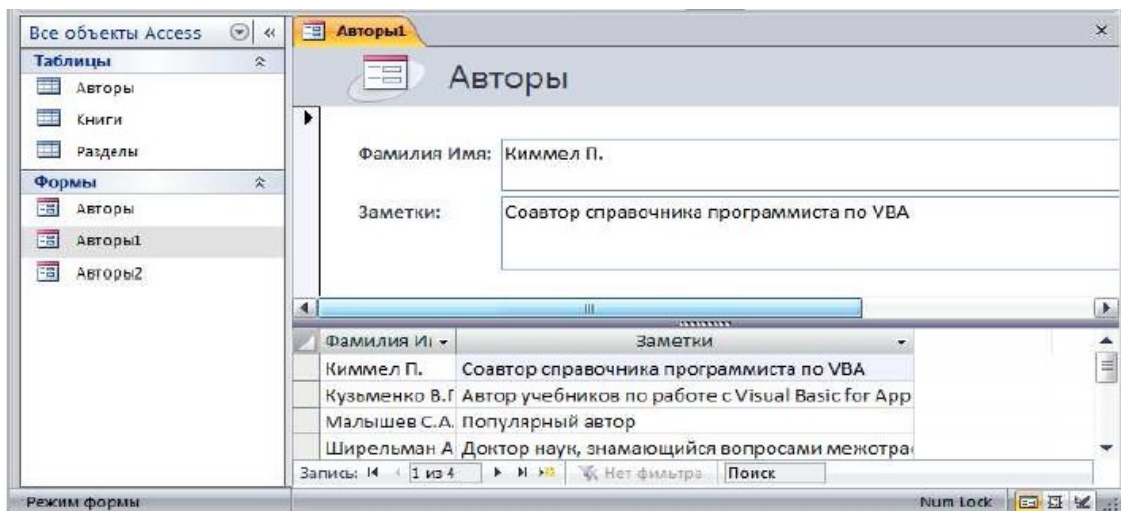 Все объекты Access
Таблицы
Авторы
Книги
Разделы
Формы
Авторы
Авторы1
Авторы2
Авторы1
Авторы
Фамилия Имя: Киммел П.
Заметки: Соавтор справочника программиста по VBA
Фамилия И Заметки
Киммел П. Соавтор справочника программиста по VBA
Кузьменко В.Г Автор учебников по работе с Visual Basic for App
Малышев С.А. Популярный автор
Ширельман А Доктор наук, знамающийся вопросами межотра
Запись: 1 из 4 Нет фильтра Поиск
Режим формы Num Lock